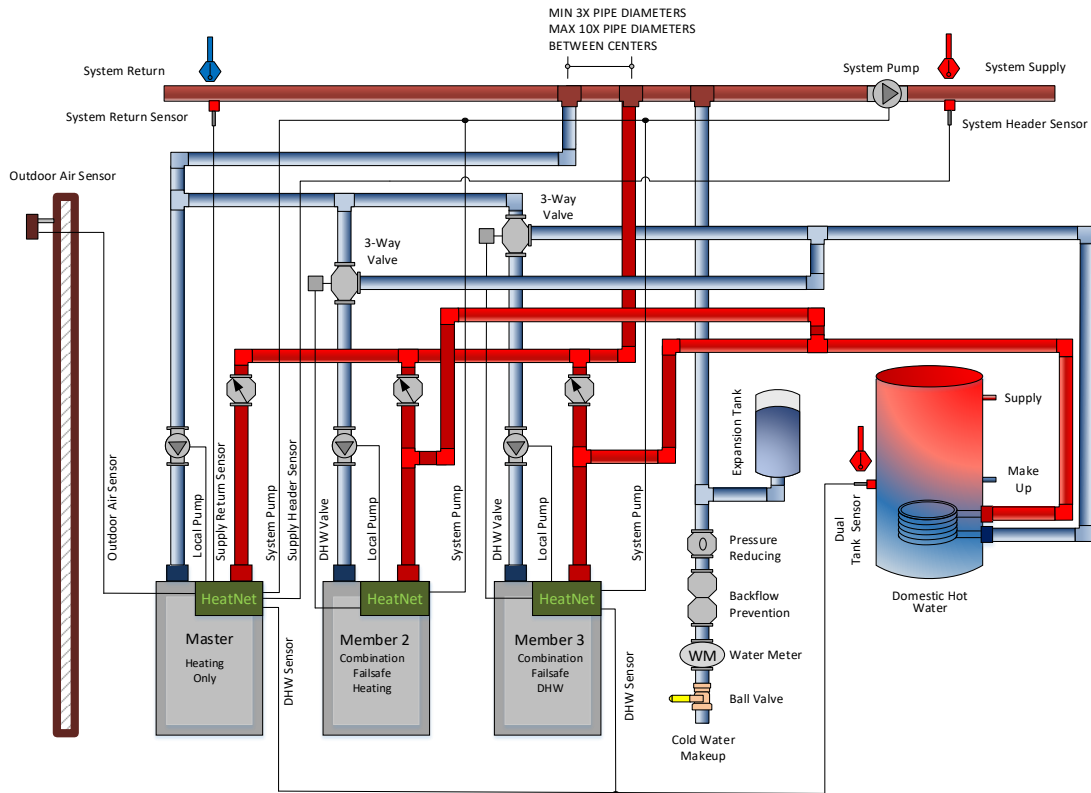 MIN 3X PIPE DIAMETERS
MAX 10X PIPE DIAMETERS
BETWEEN CENTERS
System Return
System Pump
System Supply
System Return Sensor
System Header Sensor
Outdoor Air Sensor
3-Way
Valve
3-Way
Valve
Expansion Tank
Supply
Make
Up
Dual
Tank Sensor
Domestic Hot
Water
Outdoor Air Sensor
Local Pump
Supply Return Sensor
System Pump
Supply Header Sensor
DHW Valve
Local Pump
System Pump
DHW Valve
Local Pump
System Pump
Pressure
Reducing
Backflow
Prevention
WM
Water Meter
Ball Valve
Cold Water
Makeup
HeatNet
Master
Heating
Only
DHW Sensor
HeatNet
Member 2
Combination
Failsafe
Heating
HeatNet
Member 3
Combination
Failsafe
DHW
DHW Sensor